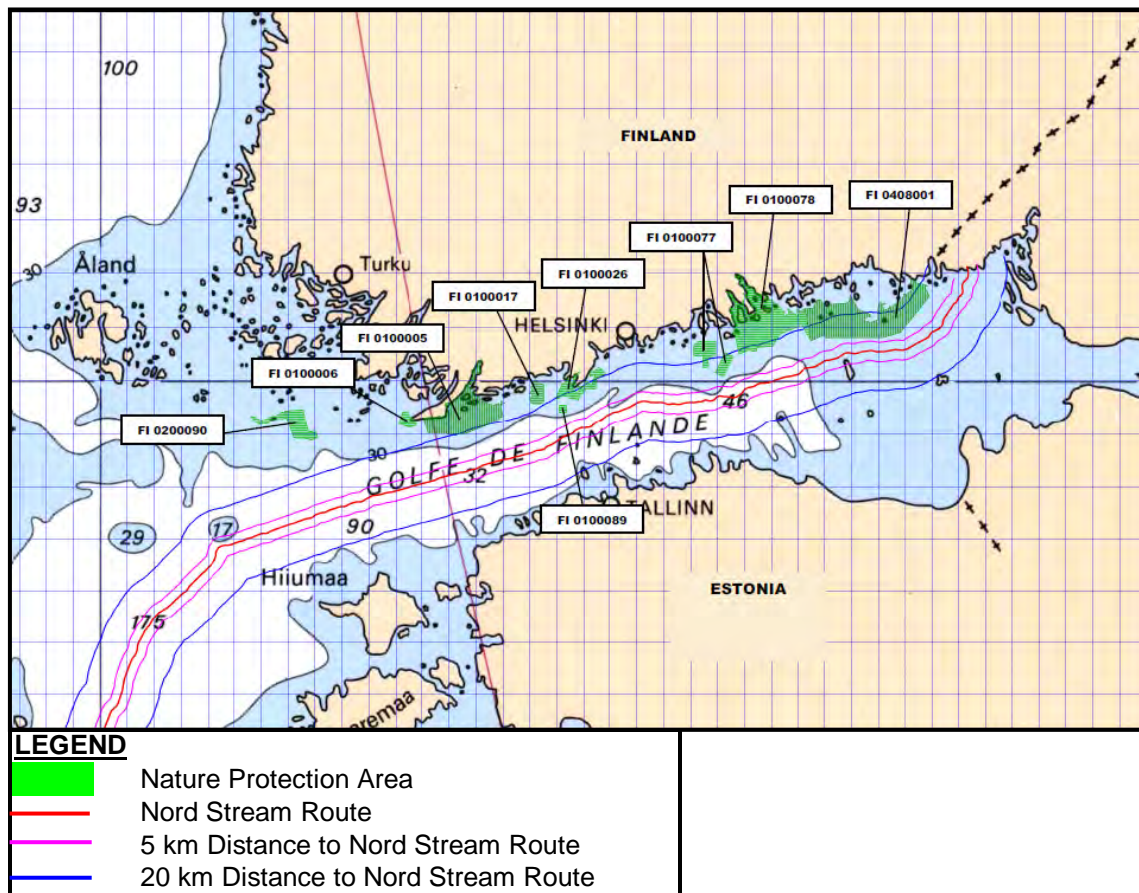 100
FINLAND
FI 0100078
FI 0408001
93
FI 0100077
30
Åland
Turku
FI 0100026
FI 0100017
HELSINKI
FI 0100005
FI 0100006
46
FI 0200090
30
GOLFE DE FINLANDE
32
TALLINN
FI 0100089
29
17
90
Hiiumaa
ESTONIA
175
aremaa
LEGEND
Nature Protection Area
Nord Stream Route
5 km Distance to Nord Stream Route
20 km Distance to Nord Stream Route